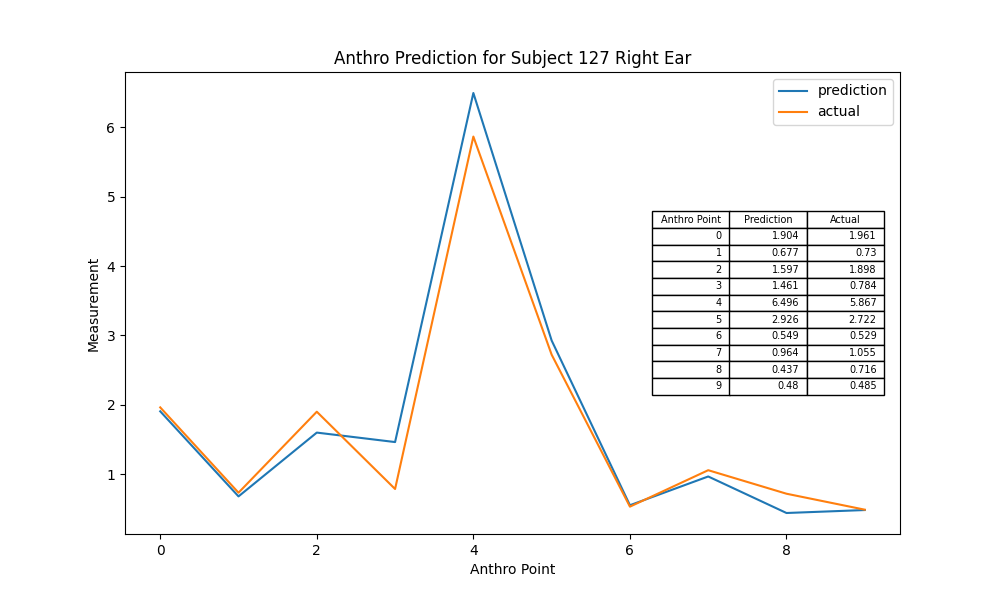 Anthro Prediction for Subject 127 Right Ear
prediction
actual
6
5
4
3
2
1
Measurement
Anthro Point Prediction Actual
0 1.904 1.961
1 0.677 0.73
2 1.597 1.898
3 1.461 0.784
4 6.496 5.867
5 2.926 2.722
6 0.549 0.529
7 0.964 1.055
8 0.437 0.716
9 0.48 0.485
0 2 4 6 8
Anthro Point